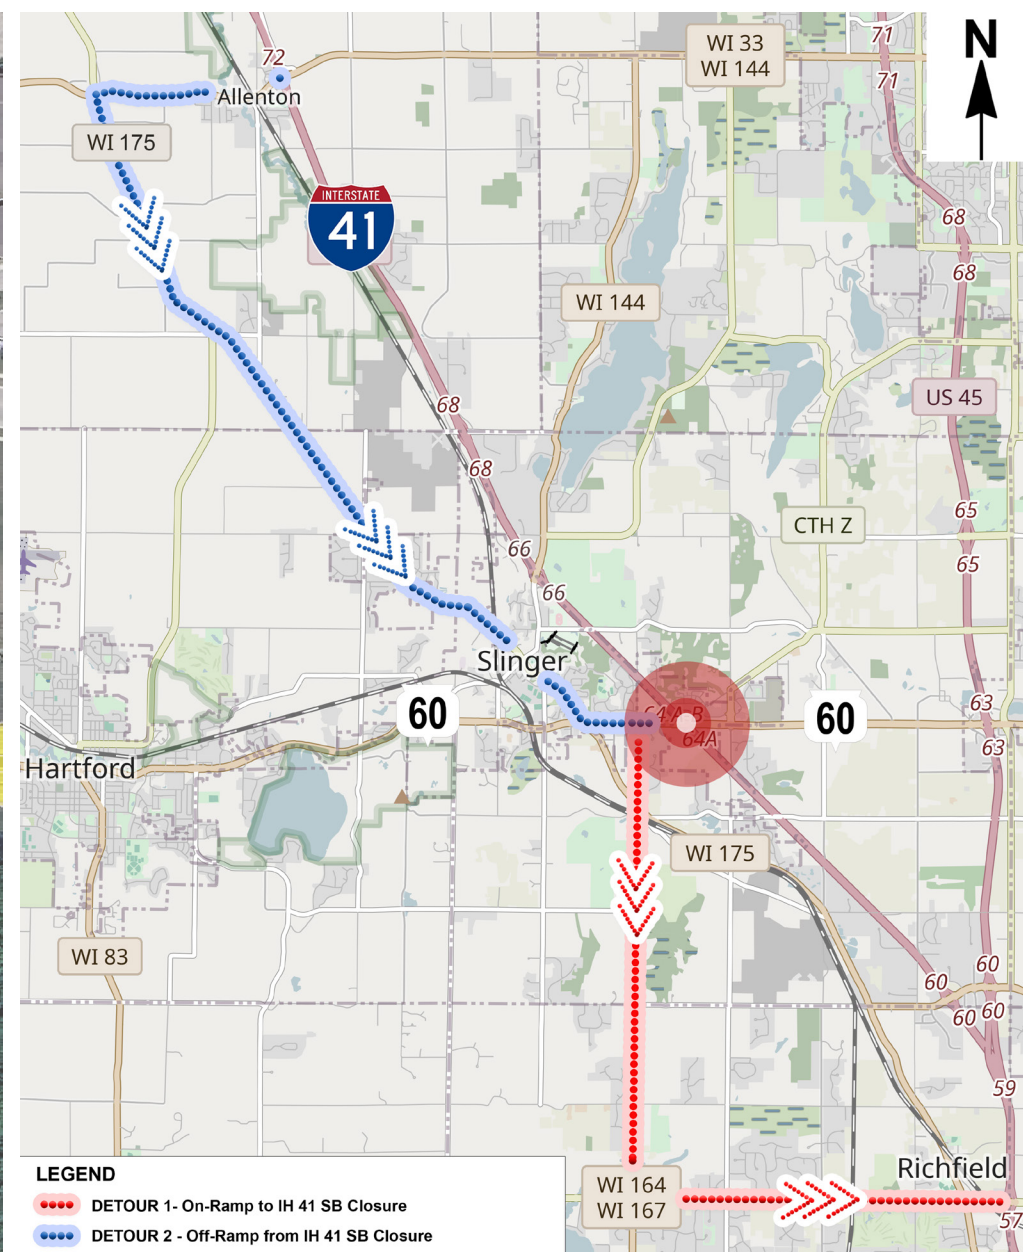 71
N
72
WI 33
WI 144
71
Allenton
WI 175
INTERSTATE
41
68
68
WI 144
US 45
68
68
65
CTH Z
66
65
66
Slinger
60
60
63
64 A-B
64A
63
Hartford
WI 175
WI 83
60
60
60
60
59
Richfield
LEGEND
WI 164
WI 167
DETOUR 1- On-Ramp to IH 41 SB Closure
57
DETOUR 2 - Off-Ramp from IH 41 SB Closure